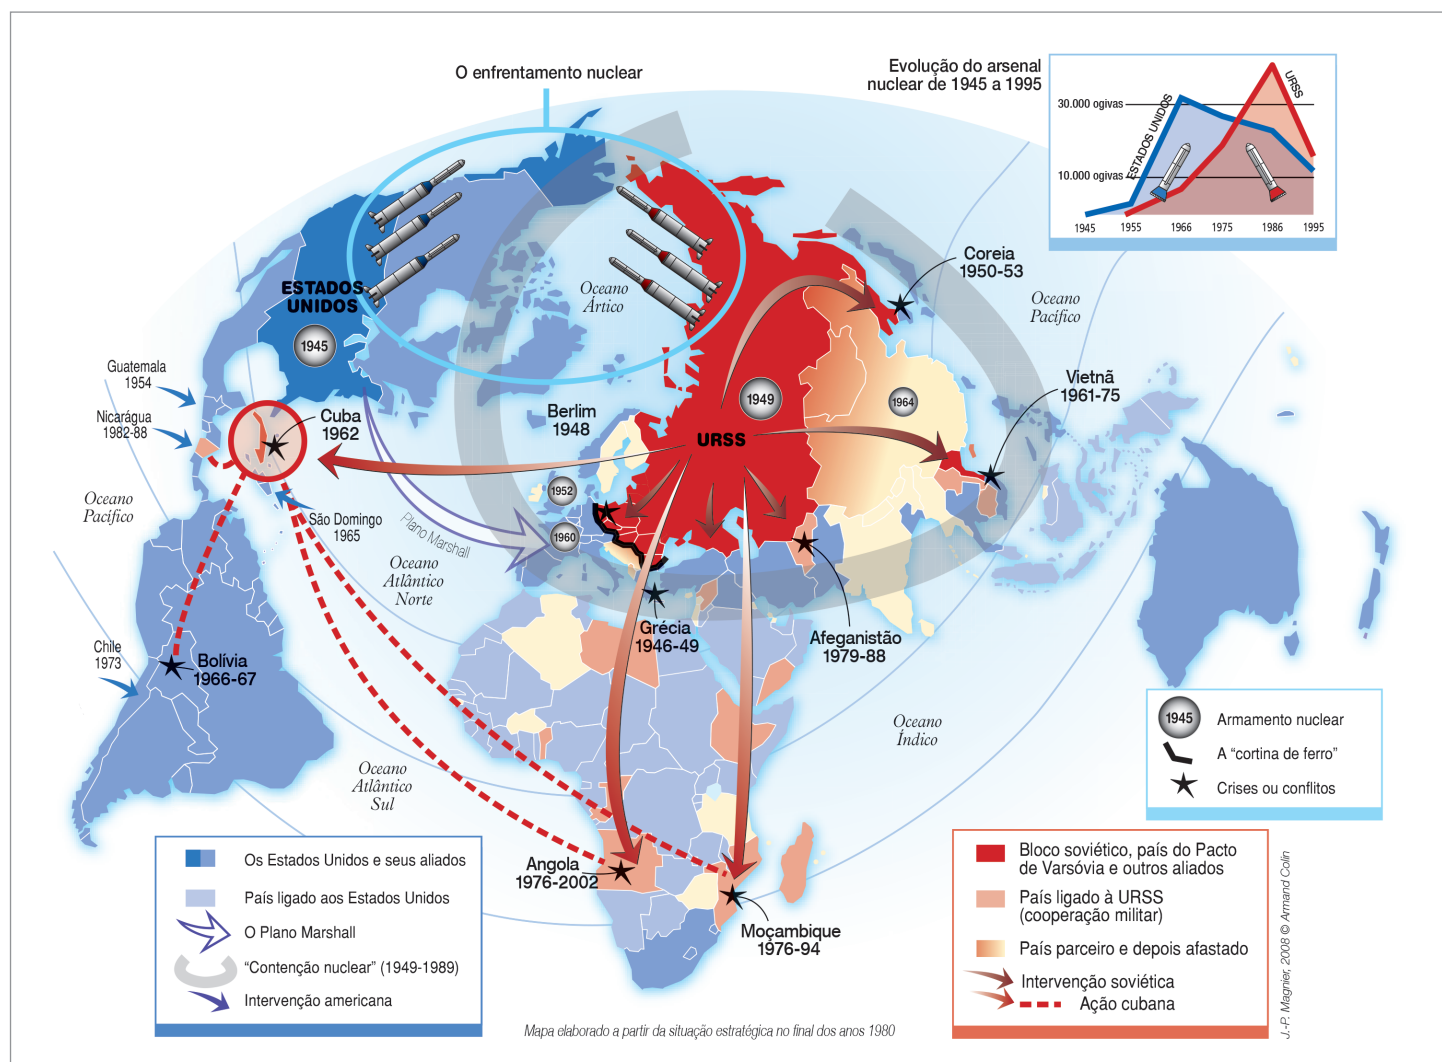 O enfrentamento nuclear
Evolução do arsenal
nuclear de 1945 a 1995
30.000 ogivas
10.000 ogivas
ESTADOS UNIDOS
URSS
1945
1955
1966
1975
1986
1995
Coreia
1950-53
Oceano
Pacífico
Oceano
Ártico
ESTADOS
UNIDOS
1945
Guatemala
1954
Nicarágua
1982-88
Cuba
1962
Berlim
1948
URSS
1949
1964
Vietnã
1961-75
Oceano
Pacífico
1952
1960
Plano Marshall
São Domingo
1965
Oceano
Atlântico
Norte
Grécia
1946-49
Afeganistão
1979-88
Chile
1973
Bolívia
1966-67
Oceano
Índico
Oceano
Atlântico
Sul
Angola
1976-2002
Moçambique
1976-94
1945
Armamento nuclear
A “cortina de ferro”
Crises ou conflitos
Os Estados Unidos e seus aliados
País ligado aos Estados Unidos
O Plano Marshall
“Contenção nuclear” (1949-1989)
Intervenção americana
Bloco soviético, país do Pacto
de Varsóvia e outros aliados
País ligado à URSS
(cooperação militar)
País parceiro e depois afastado
Intervenção soviética
Ação cubana
Mapa elaborado a partir da situação estratégica no final dos anos 1980
J.-P. Magnier, 2008 © Armand Colin